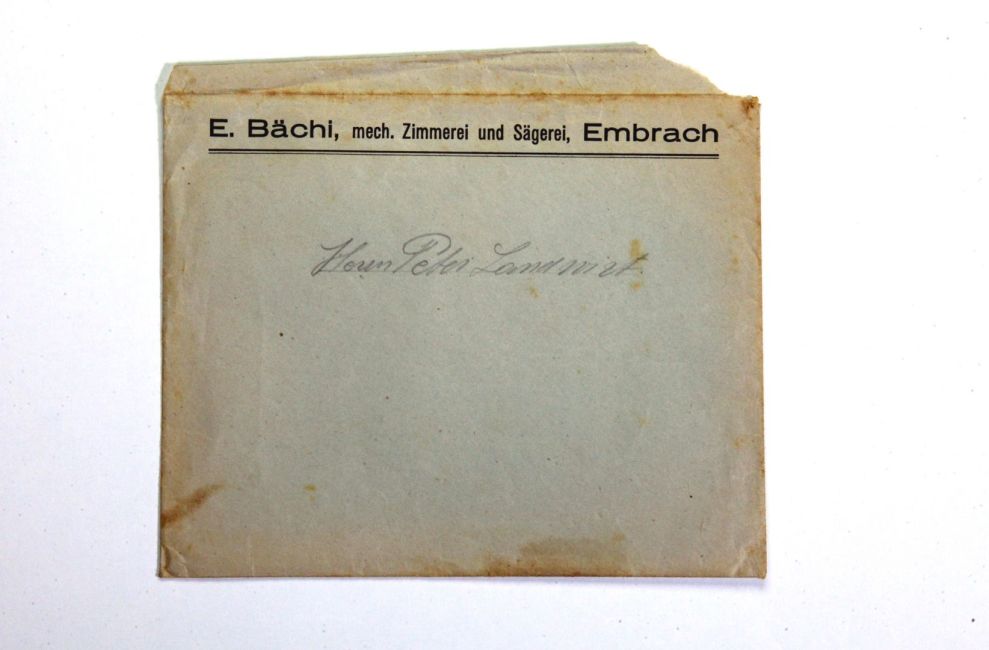 E. Bächi, mech. Zimmerei und Sägerei, Embrach
Herrn Peter Landwirt.